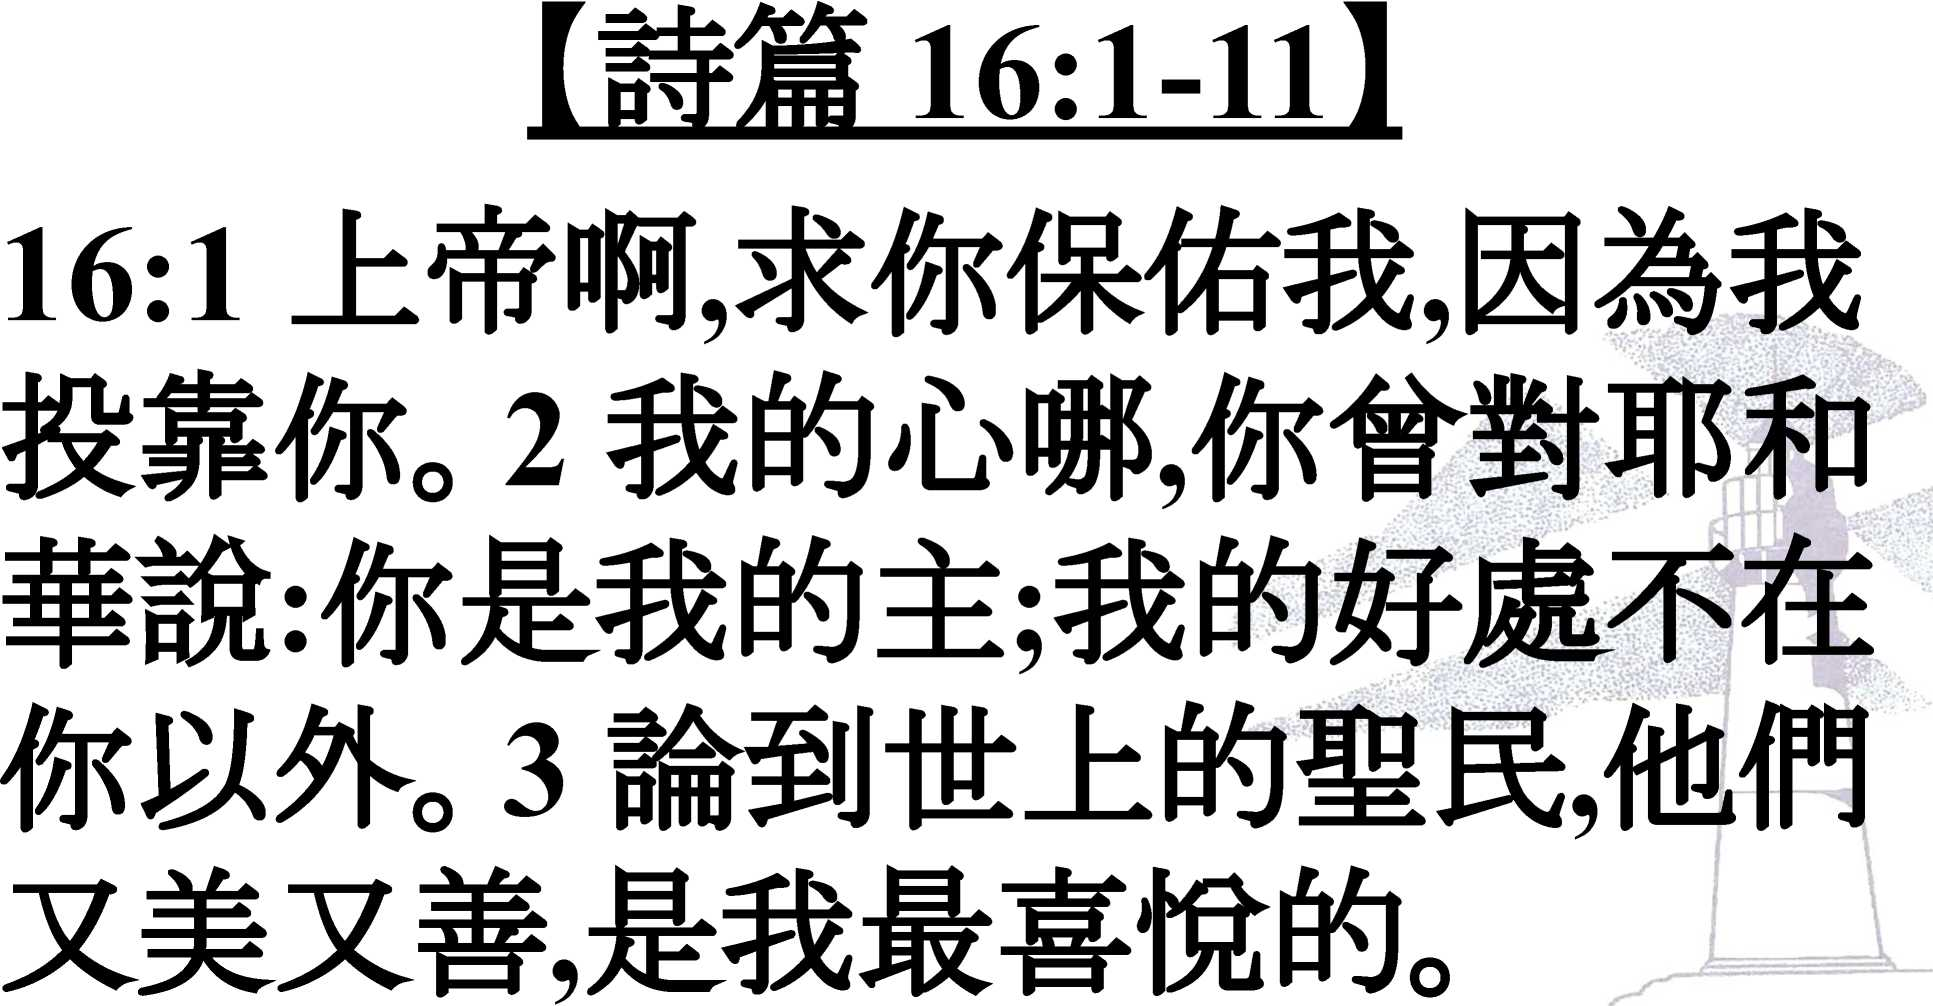 【詩篇 16:1-11】
16:1 上帝啊,求你保佑我,因為我
投靠你。2 我的心哪,你曾對耶和
華說:你是我的主;我的好處不在
你以外。3 論到世上的聖民,他們
又美又善,是我最喜悅的。